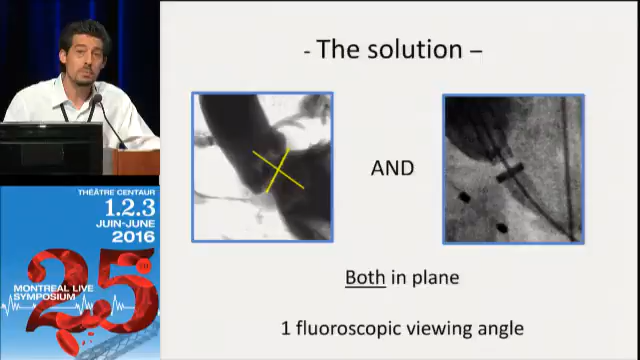 - The solution –
AND
Both in plane
1 fluoroscopic viewing angle
THÉÂTRE CENTAUR
1.2.3
JUIN-JUNE
2016
25
MONTREAL LIVE
SYMPOSIUM